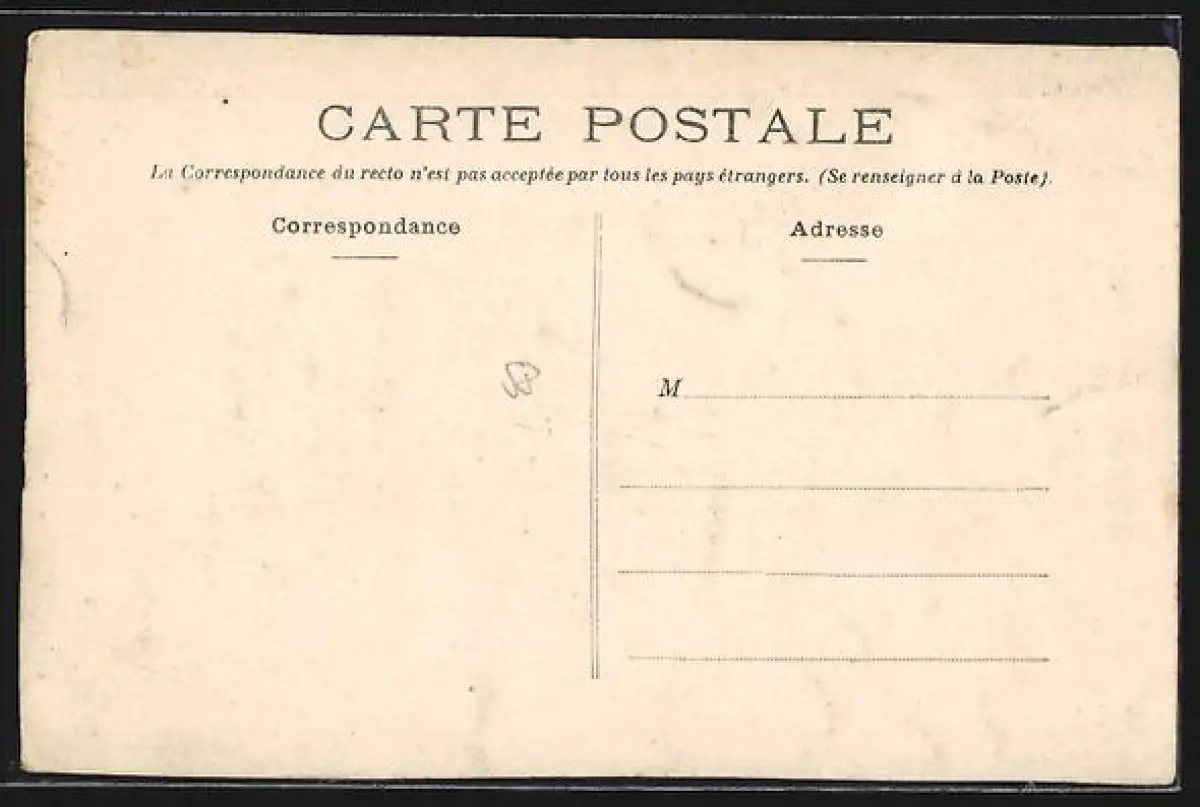 CARTE POSTALE
La Correspondance du recto n'est pas acceptée par tous les pays étrangers. (Se renseigner à la Poste).
Correspondance
Adresse
M